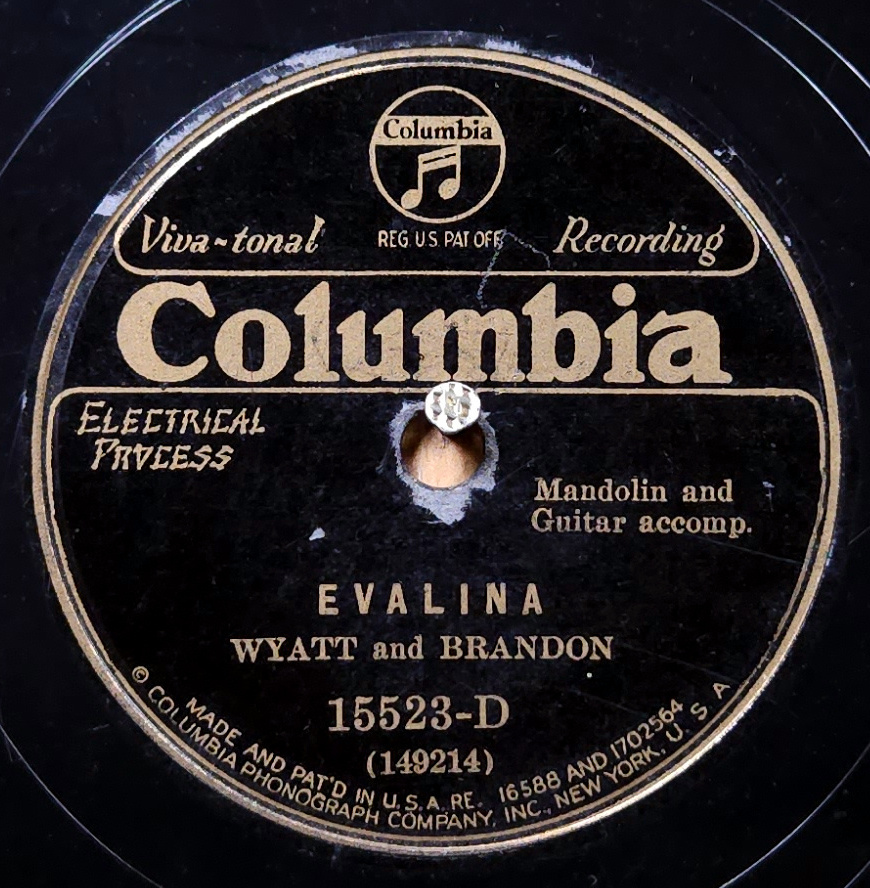 Columbia
Viva-tonal
REG. U.S. PAT OFF.
Recording
Columbia
ELECTRICAL
PROCESS
Mandolin and
Guitar accomp.
EVALINA
WYATT and BRANDON
15523-D
(149214)
MADE AND PAT'D IN U.S.A. RE. 16588 AND 1702564
© COLUMBIA PHONOGRAPH COMPANY, INC., NEW YORK, U. S A